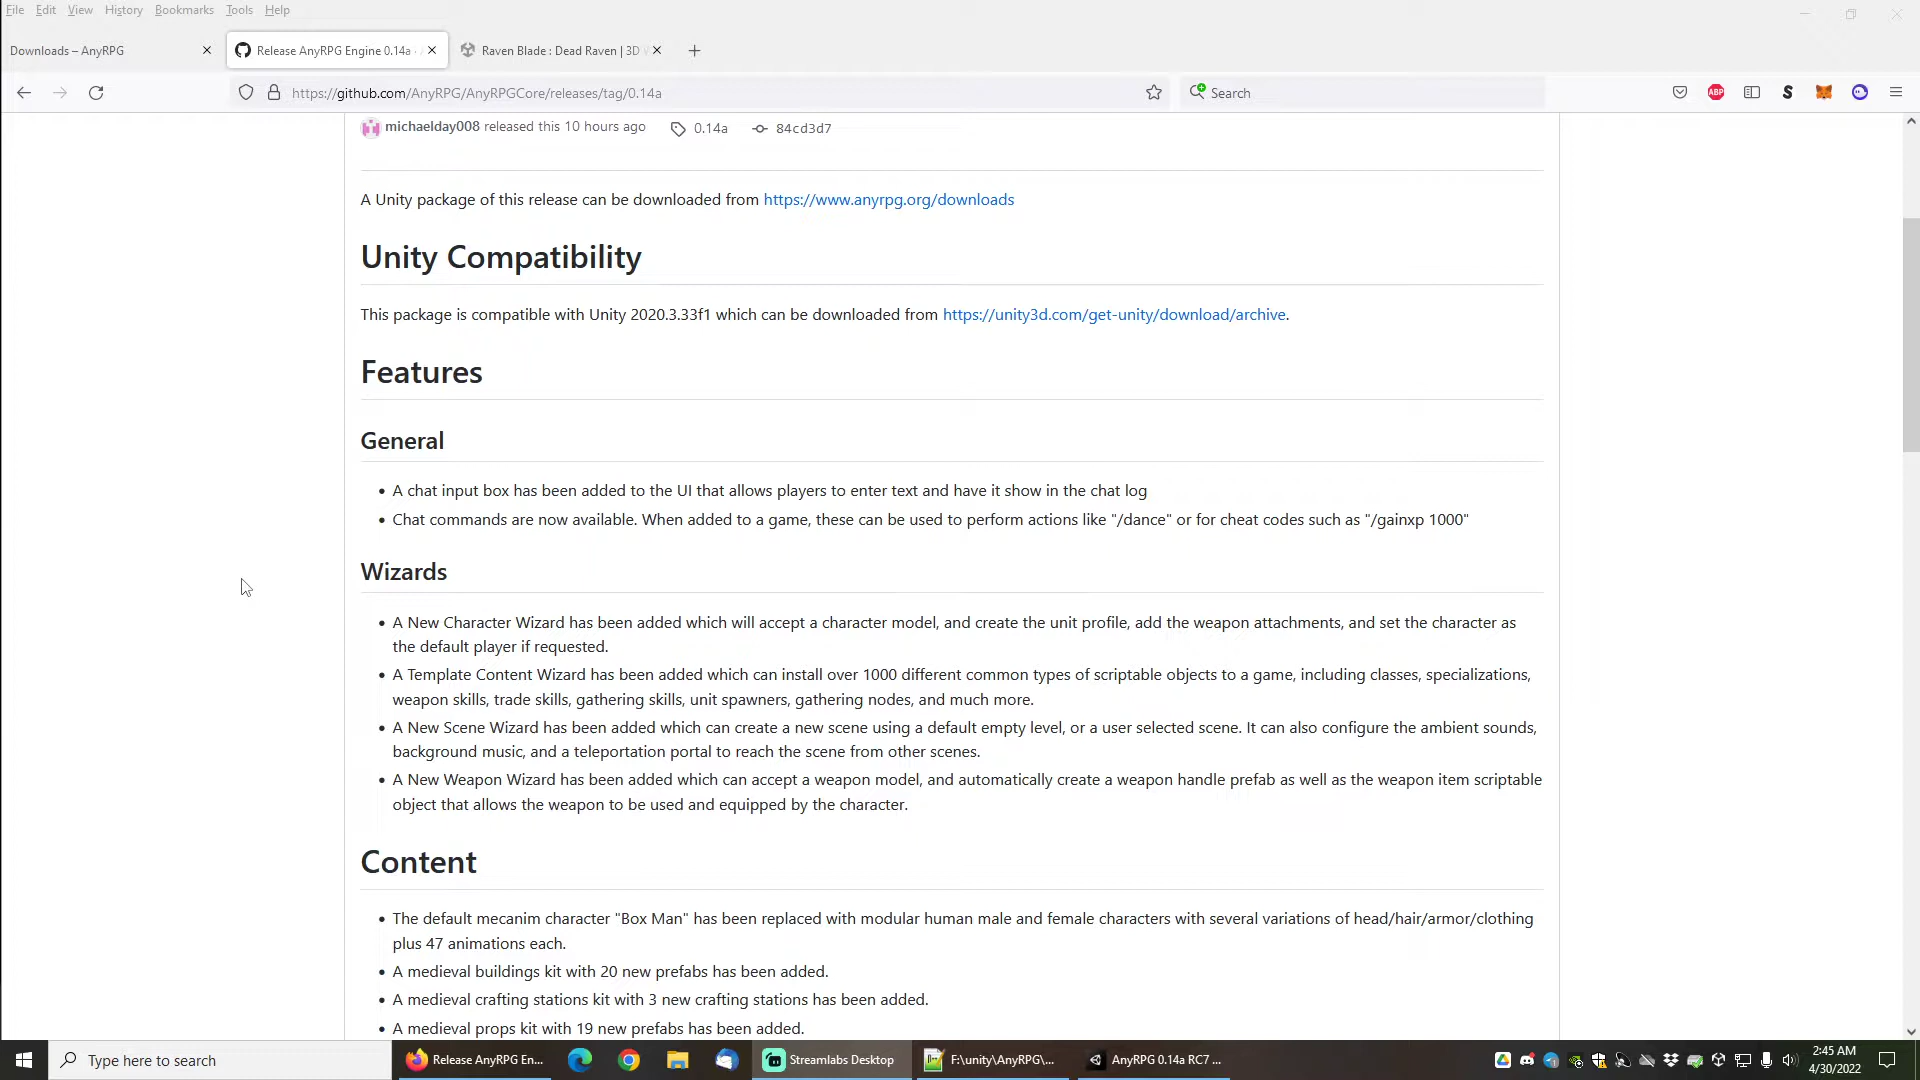 File Edit View History Bookmarks Tools Help
Downloads – AnyRPG
Release AnyRPG Engine 0.14a
Raven Blade : Dead Raven | 3D
https://github.com/AnyRPG/AnyRPGCore/releases/tag/0.14a
Search
ABP
michaelday008 released this 10 hours ago 0.14a 84cd3d7
A Unity package of this release can be downloaded from https://www.anyrpg.org/downloads
Unity Compatibility
This package is compatible with Unity 2020.3.33f1 which can be downloaded from https://unity3d.com/get-unity/download/archive.
Features
General
• A chat input box has been added to the UI that allows players to enter text and have it show in the chat log
• Chat commands are now available. When added to a game, these can be used to perform actions like "/dance" or for cheat codes such as "/gainxp 1000"
Wizards
• A New Character Wizard has been added which will accept a character model, and create the unit profile, add the weapon attachments, and set the character as
the default player if requested.
• A Template Content Wizard has been added which can install over 1000 different common types of scriptable objects to a game, including classes, specializations,
weapon skills, trade skills, gathering skills, unit spawners, gathering nodes, and much more.
• A New Scene Wizard has been added which can create a new scene using a default empty level, or a user selected scene. It can also configure the ambient sounds,
background music, and a teleportation portal to reach the scene from other scenes.
• A New Weapon Wizard has been added which can accept a weapon model, and automatically create a weapon handle prefab as well as the weapon item scriptable
object that allows the weapon to be used and equipped by the character.
Content
• The default mecanim character "Box Man" has been replaced with modular human male and female characters with several variations of head/hair/armor/clothing
plus 47 animations each.
• A medieval buildings kit with 20 new prefabs has been added.
• A medieval crafting stations kit with 3 new crafting stations has been added.
• A medieval props kit with 19 new prefabs has been added.
Type here to search
Release AnyRPG En...
Streamlabs Desktop
F:\unity\AnyRPG\...
AnyRPG 0.14a RC7 ...
2:45 AM
4/30/2022